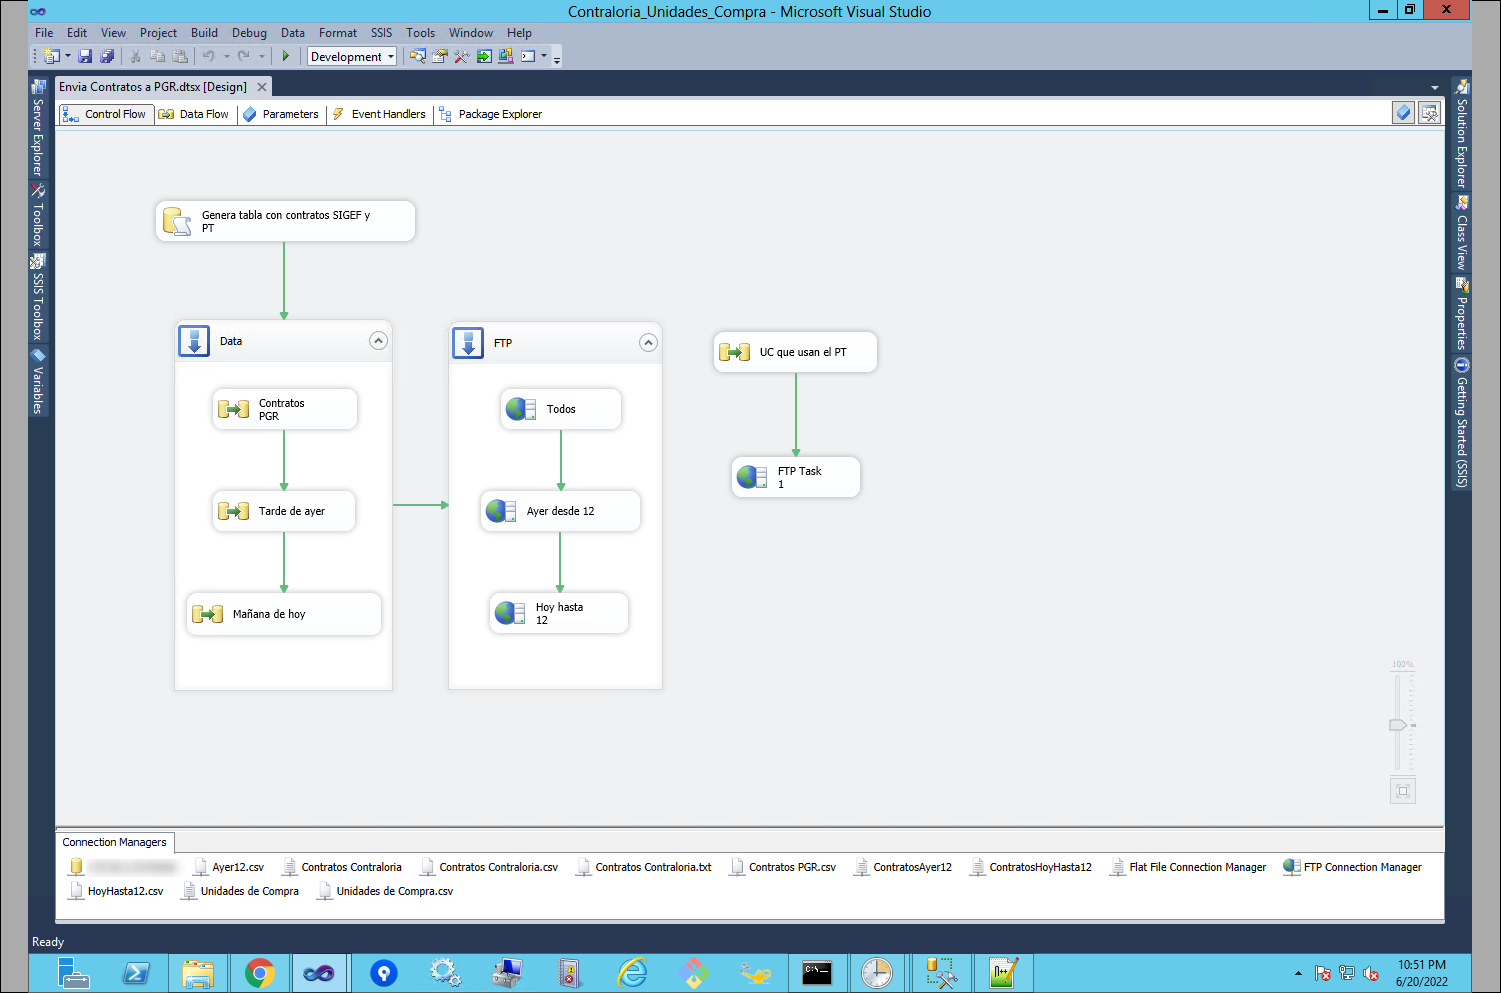 Contraloria_Unidades_Compra - Microsoft Visual Studio
File Edit View Project Build Debug Data Format SSIS Tools Window Help
Development
Envia Contratos a PGR.dtsx [Design]
Control Flow Data Flow Parameters Event Handlers Package Explorer
Server Explorer
Toolbox
SSIS Toolbox
Variables
Solution Explorer
Class View
Properties
Getting Started (SSIS)
Genera tabla con contratos SIGEF y
PT
Data
Contratos
PGR
Tarde de ayer
Mañana de hoy
FTP
Todos
Ayer desde 12
Hoy hasta
12
UC que usan el PT
FTP Task
1
100%
Connection Managers
Ayer12.csv Contratos Contraloria Contratos Contraloria.csv Contratos Contraloria.txt Contratos PGR.csv ContratosAyer12 ContratosHoyHasta12 Flat File Connection Manager FTP Connection Manager
HoyHasta12.csv Unidades de Compra Unidades de Compra.csv
Ready
C:\_
10:51 PM
6/20/2022